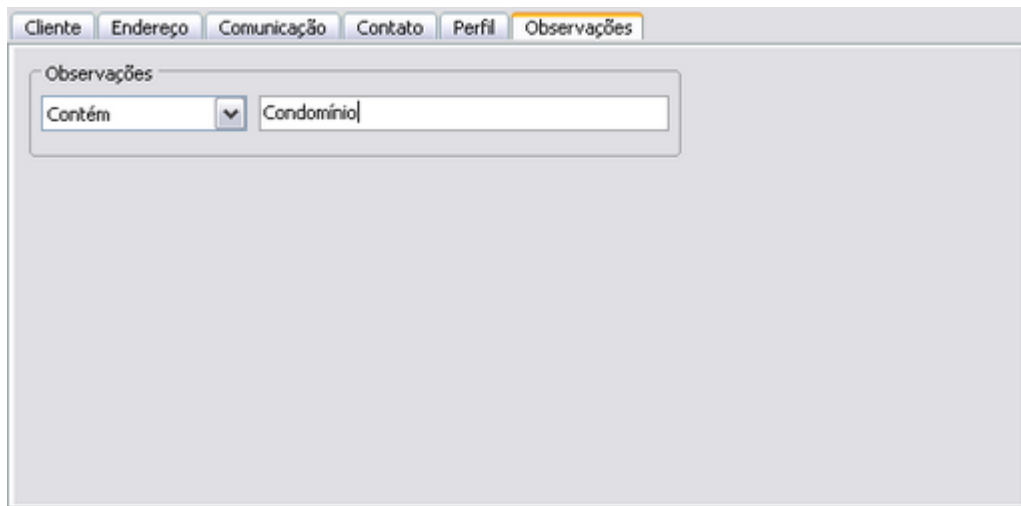 Cliente Endereço Comunicação Contato Perfil Observações
Observações
Contém Condomínio